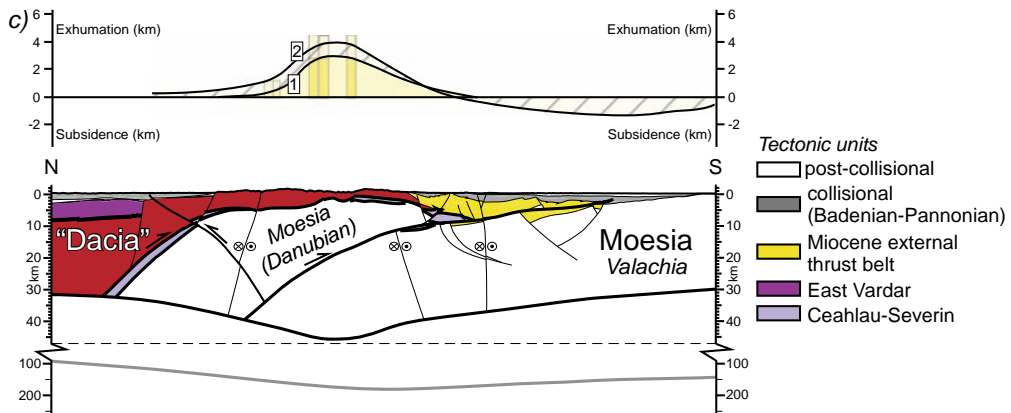 c)
6
4
2
0
-2
Exhumation (km)
Subsidence (km)
2
1
Exhumation (km)
Subsidence (km)
6
4
2
0
-2
N
S
0
10
20
30
40
100
200
km
"Dacia"
Moesia
(Danubian)
Moesia
Valachia
0
10
20
30
40
100
200
km
Tectonic units
post-collisional
collisional
(Badenian-Pannonian)
Miocene external
thrust belt
East Vardar
Ceahlau-Severin